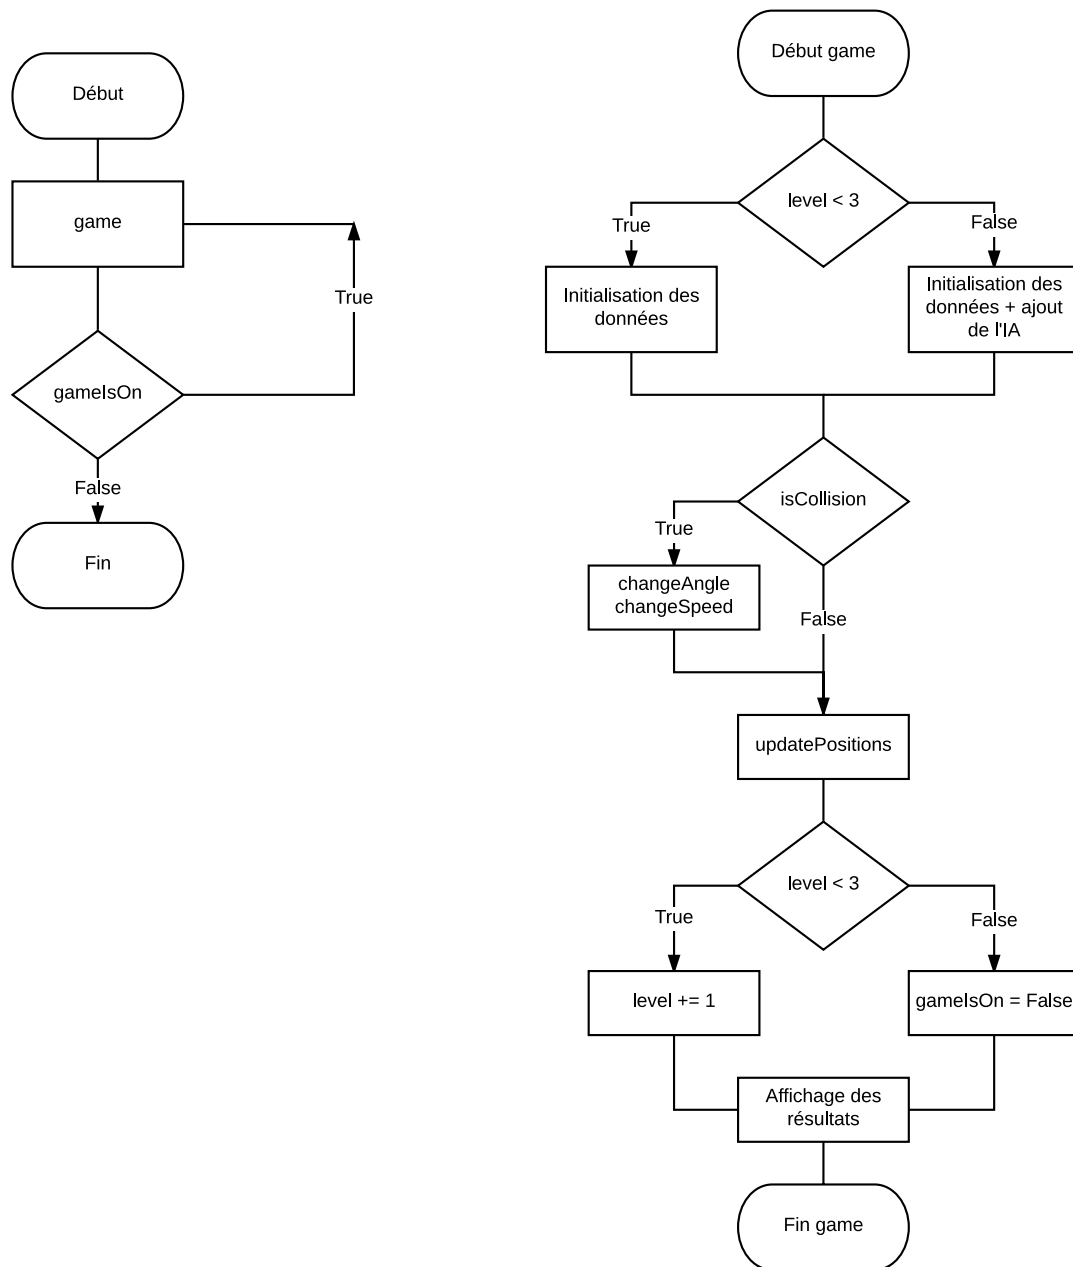 Début
game
True
gameIsOn
False
Fin
Début game
level < 3
True
False
Initialisation des
données
Initialisation des
données + ajout
de l'IA
isCollision
True
changeAngle
changeSpeed
False
updatePositions
level < 3
True
False
level += 1
gameIsOn = False
Affichage des
résultats
Fin game